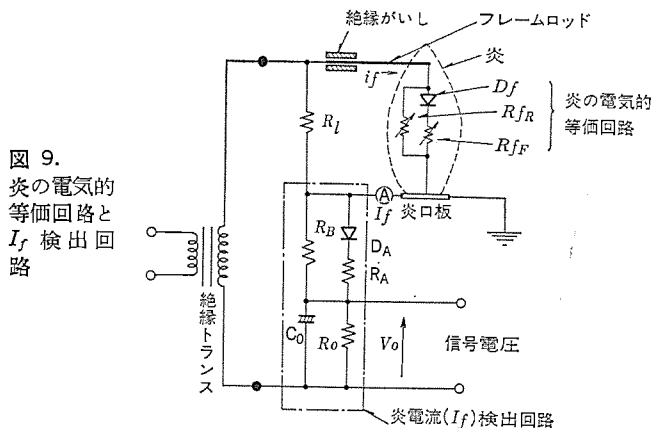 絶縁がいし
フレームロッド
炎
if
Df
RfR
RfF
炎の電気的
等価回路
Rl
図 9.
炎の電気的
等価回路と
If 検出回
路
A
If
炎口板
RB
DA
RA
絶縁トランス
C0
Ro
Vo
信号電圧
炎電流(If)検出回路